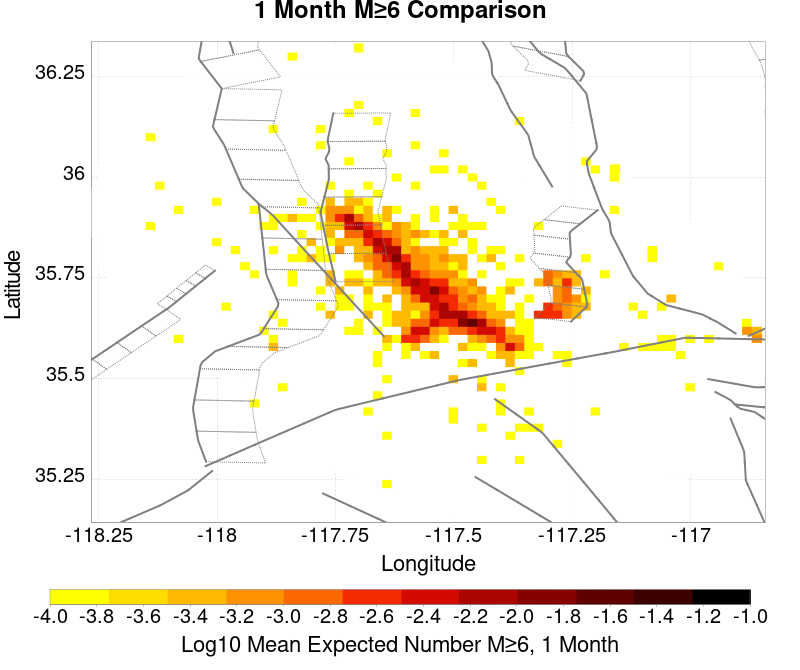 1 Month M≥6 Comparison
36.25
36
35.75
35.5
35.25
Latitude
-118.25 -118 -117.75 -117.5 -117.25 -117
Longitude
-4.0 -3.8 -3.6 -3.4 -3.2 -3.0 -2.8 -2.6 -2.4 -2.2 -2.0 -1.8 -1.6 -1.4 -1.2 -1.0
Log10 Mean Expected Number M≥6, 1 Month